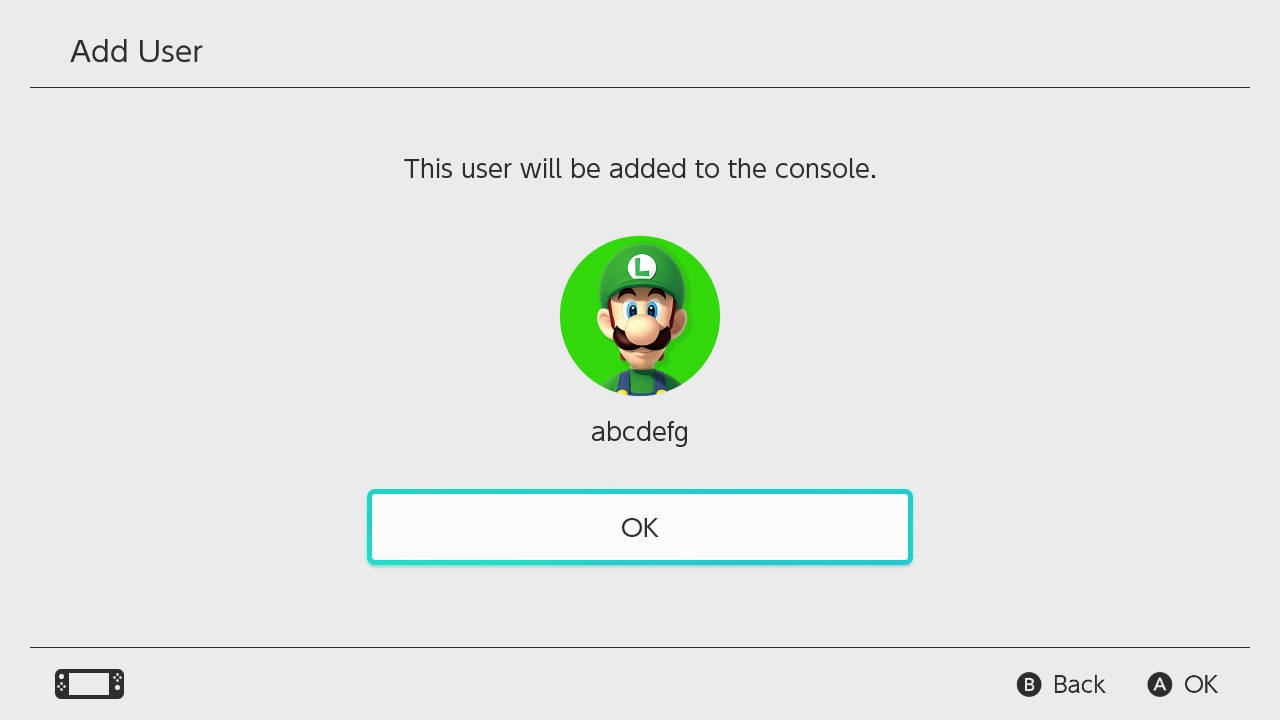 Add User
This user will be added to the console.
L
abcdefg
OK
B Back A OK